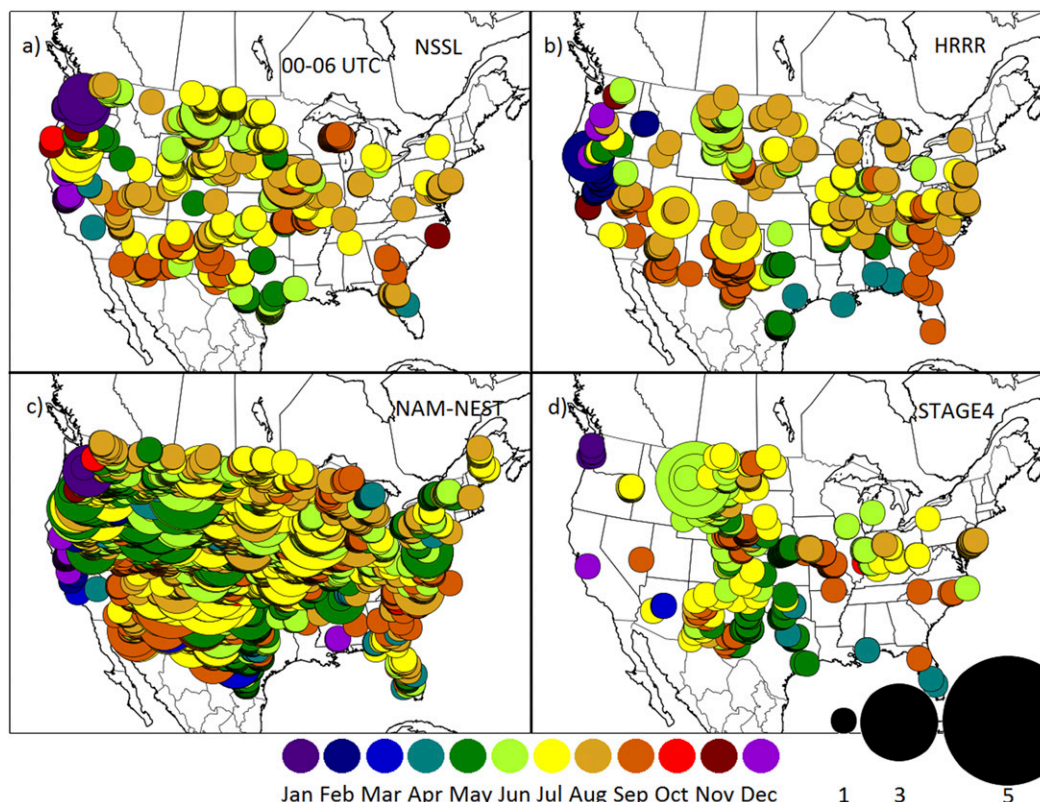 a) NSSL
00-06 UTC
b) HRRR
c) NAM-NEST
d) STAGE4
Jan Feb Mar Apr May Jun Jul Aug Sep Oct Nov Dec
1 3 5